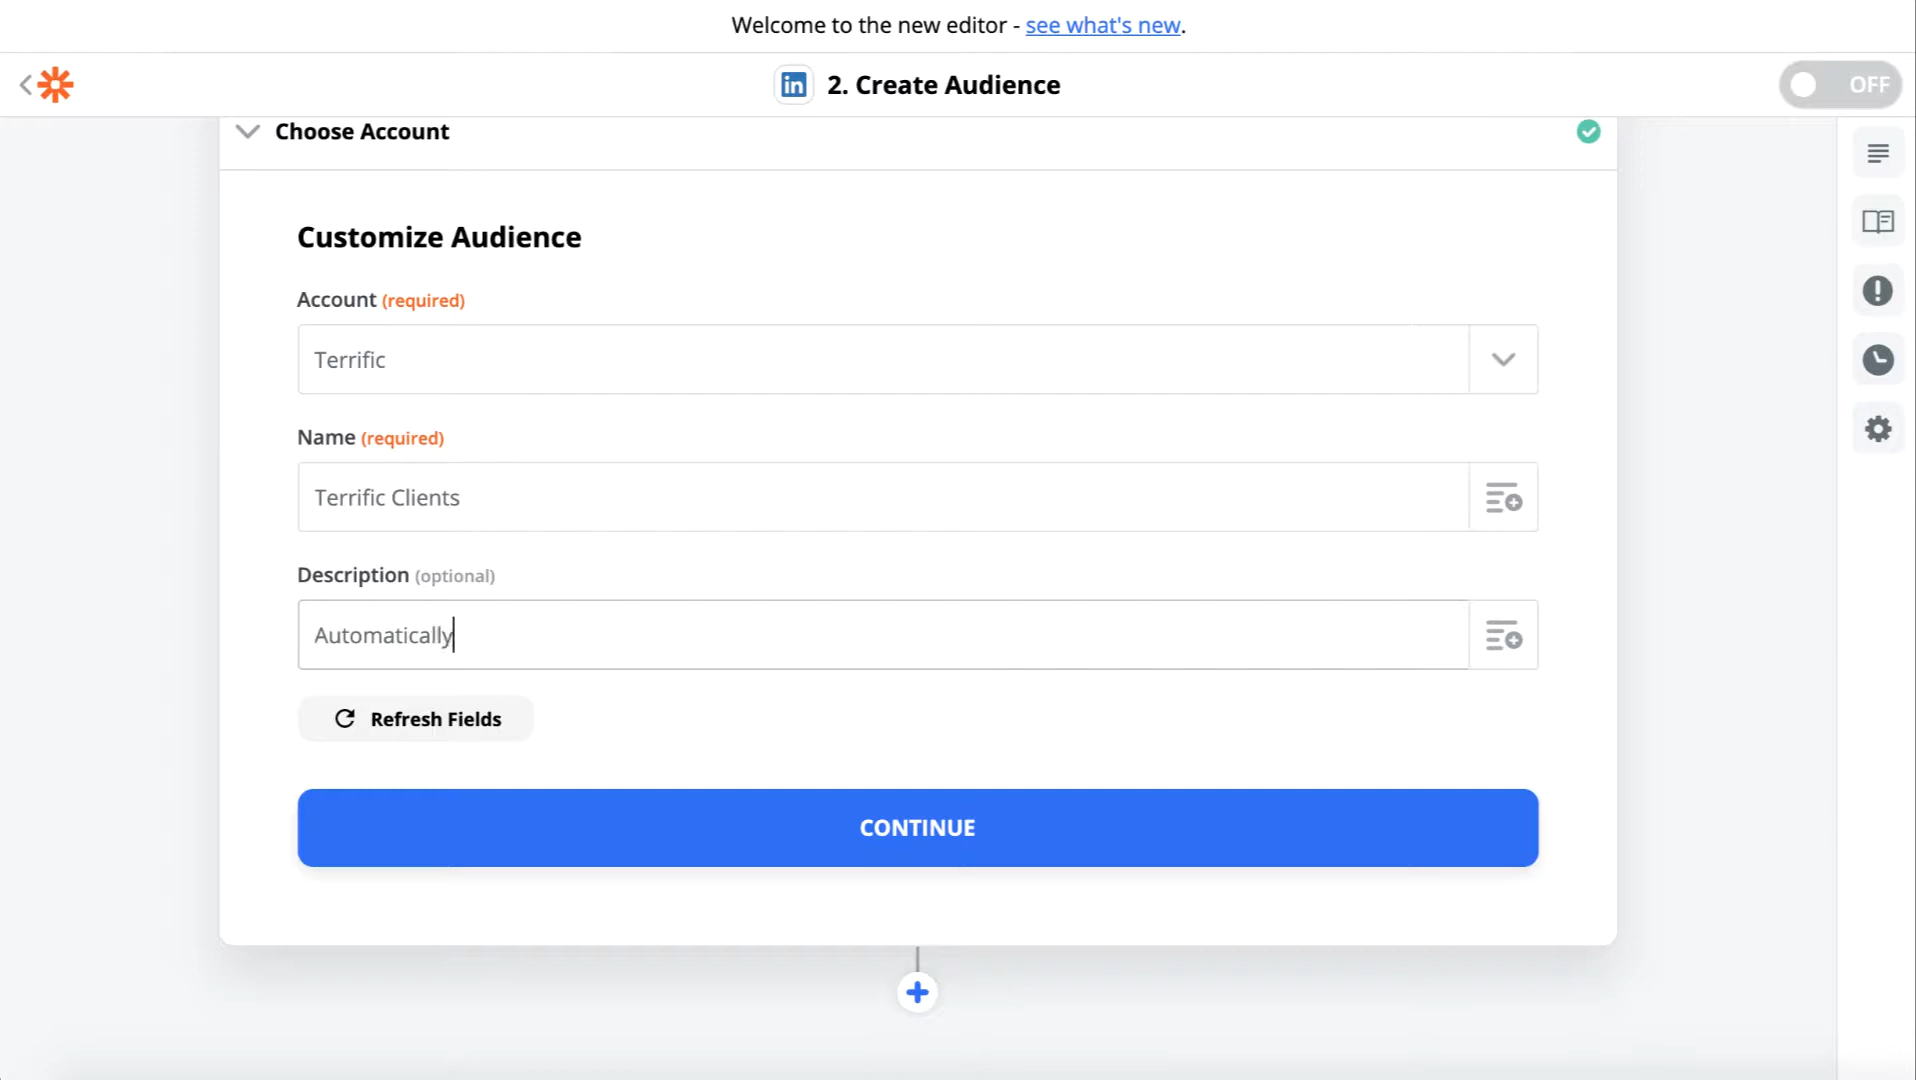 Welcome to the new editor - see what's new.
in 2. Create Audience
OFF
Choose Account
Customize Audience
Account (required)
Terrific
Name (required)
Terrific Clients
Description (optional)
Automatically
Refresh Fields
CONTINUE